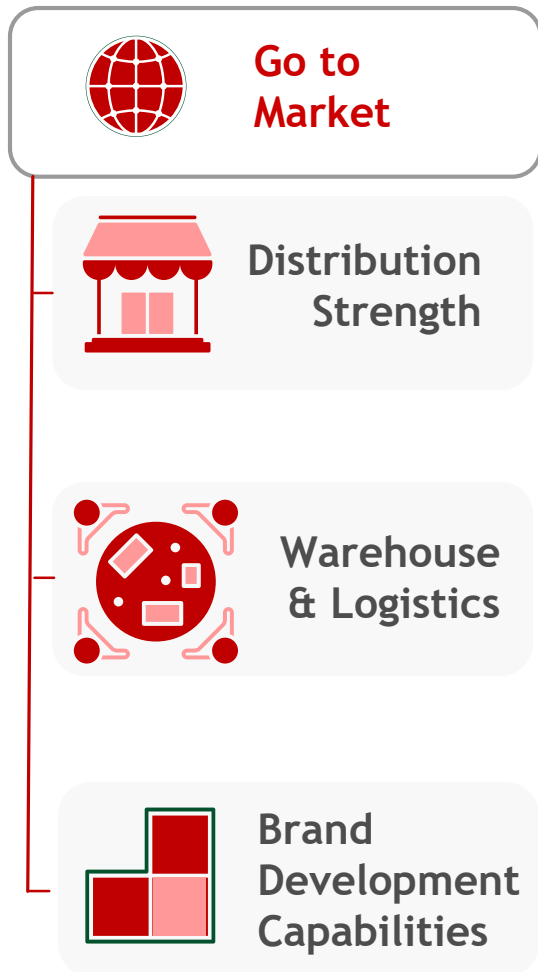 Go to
Market
Distribution
Strength
Warehouse
& Logistics
Brand
Development
Capabilities